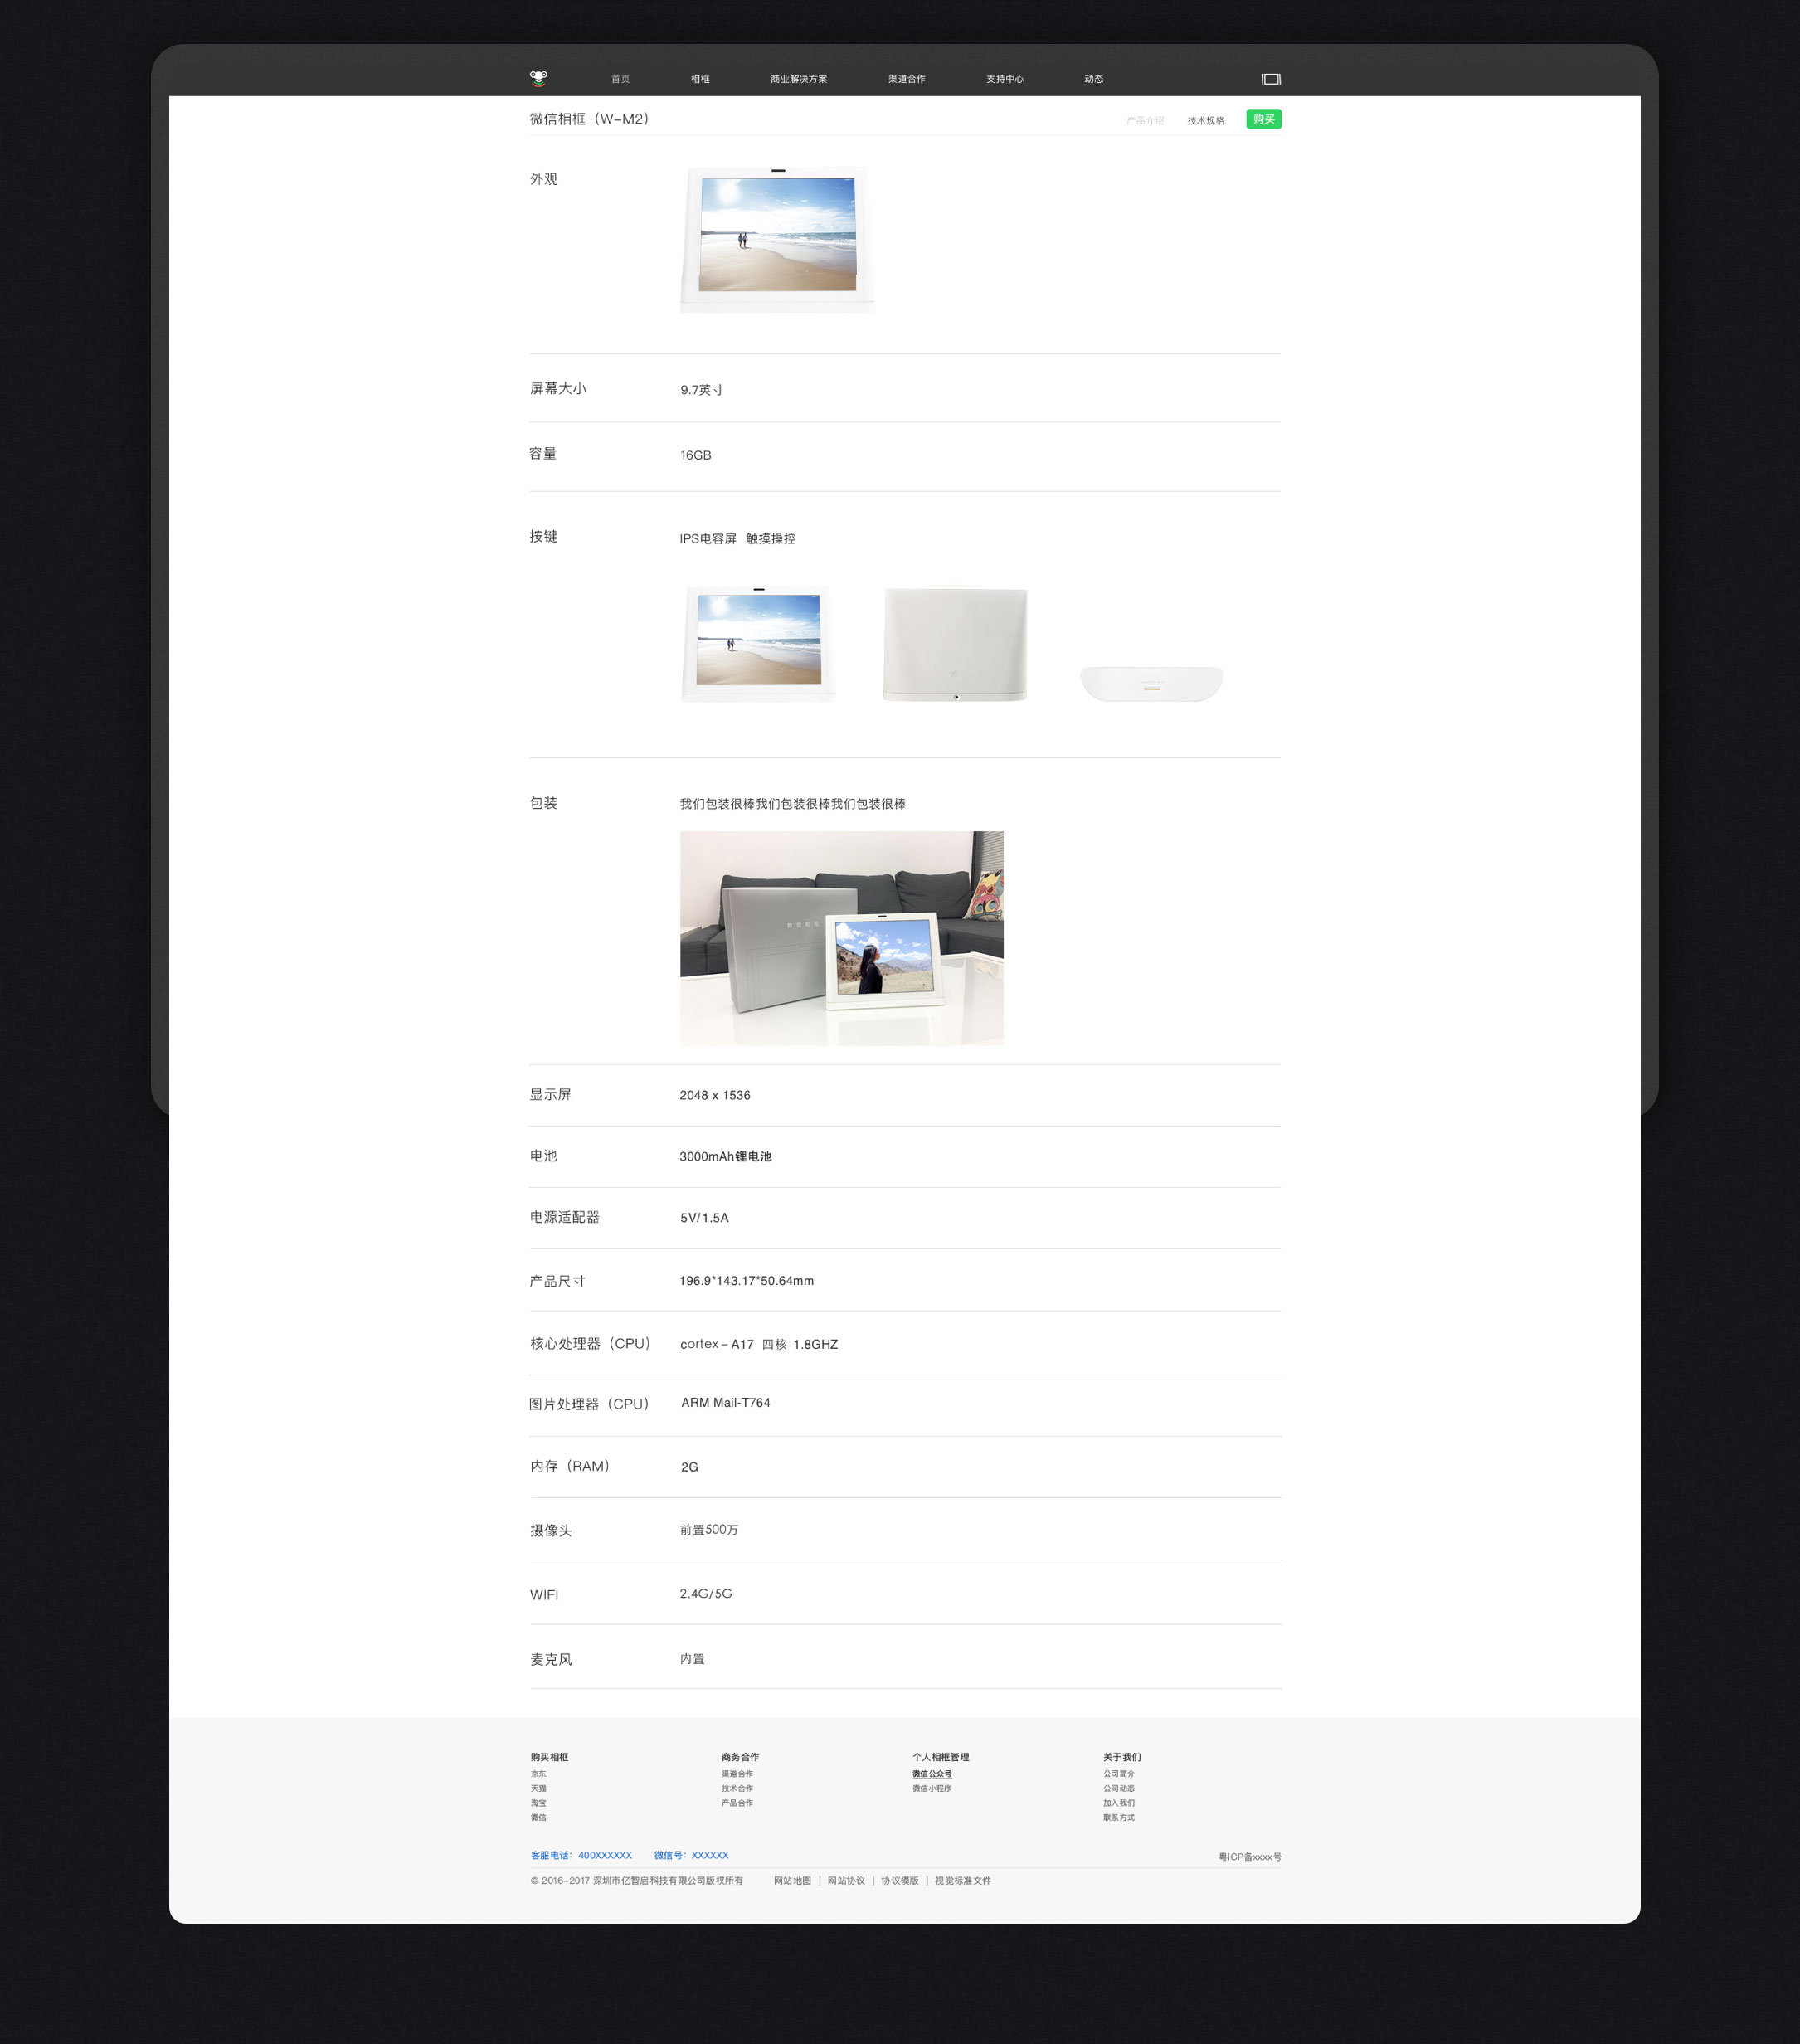 首页 相框 商业解决方案 渠道合作 支持中心 动态
微信相框（W-M2） 产品介绍 技术规格 购买
外观
屏幕大小 9.7英寸
容量 16GB
按键 IPS电容屏 触摸操控
包装 我们包装很棒我们包装很棒我们包装很棒
微信相框
显示屏 2048 x 1536
电池 3000mAh锂电池
电源适配器 5V/1.5A
产品尺寸 196.9*143.17*50.64mm
核心处理器（CPU） cortex – A17 四核 1.8GHZ
图片处理器（CPU） ARM Mail-T764
内存（RAM） 2G
摄像头 前置500万
WIFI 2.4G/5G
麦克风 内置
购买相框 商务合作 个人相框管理 关于我们
京东 渠道合作 微信公众号 公司简介
天猫 技术合作 微信小程序 公司动态
淘宝 产品合作 加入我们
微信 联系方式
客服电话：400XXXXXX 微信号：XXXXXX 粤ICP备xxxx号
© 2016-2017 深圳市亿智启科技有限公司版权所有 网站地图 | 网站协议 | 协议模版 | 视觉标准文件